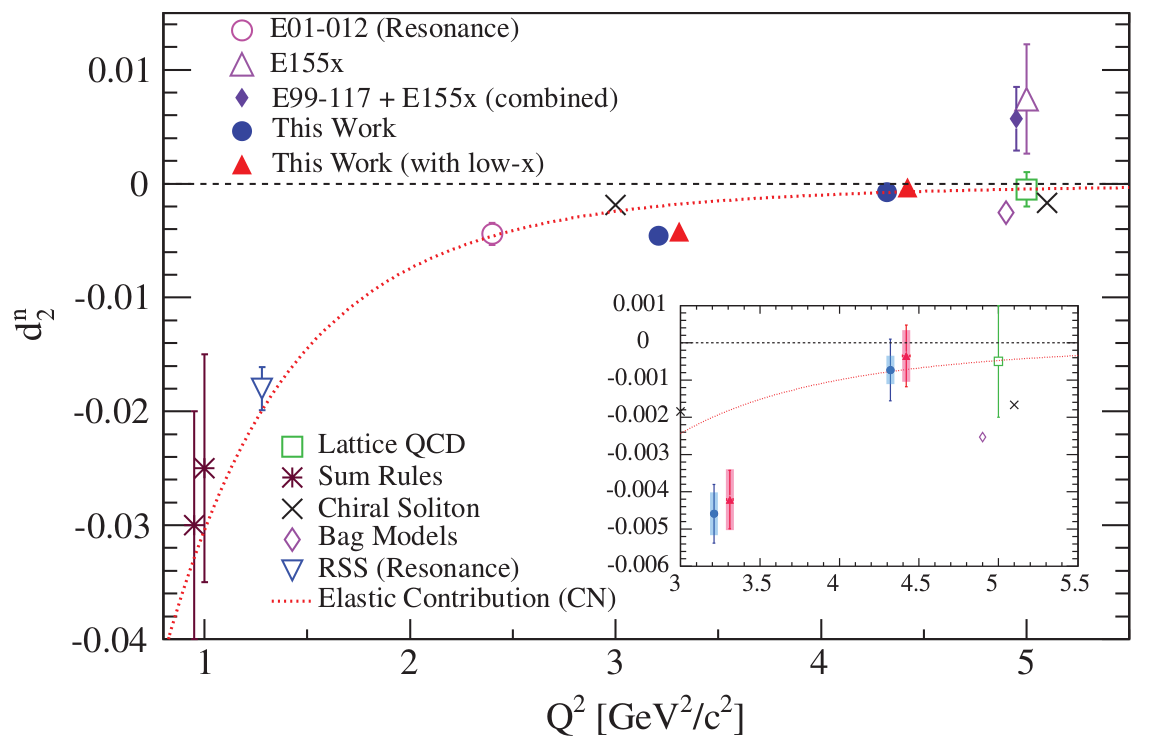 E01-012 (Resonance)
E155x
E99-117 + E155x (combined)
This Work
This Work (with low-x)
0.01
0
-0.01
-0.02
-0.03
-0.04
d₂ⁿ
Lattice QCD
Sum Rules
Chiral Soliton
Bag Models
RSS (Resonance)
Elastic Contribution (CN)
0.001
0
-0.001
-0.002
-0.003
-0.004
-0.005
-0.006
3 3.5 4 4.5 5 5.5
1 2 3 4 5
Q² [GeV²/c²]